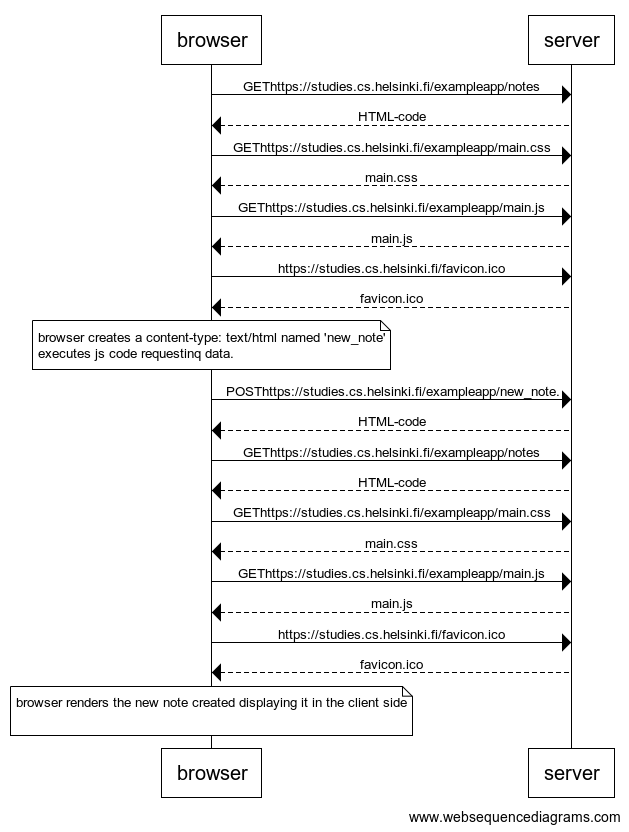 browser
server
GEThttps://studies.cs.helsinki.fi/exampleapp/notes
HTML-code
GEThttps://studies.cs.helsinki.fi/exampleapp/main.css
main.css
GEThttps://studies.cs.helsinki.fi/exampleapp/main.js
main.js
https://studies.cs.helsinki.fi/favicon.ico
favicon.ico
browser creates a content-type: text/html named 'new_note'
executes js code requesting data.
POSThttps://studies.cs.helsinki.fi/exampleapp/new_note.
HTML-code
GEThttps://studies.cs.helsinki.fi/exampleapp/notes
HTML-code
GEThttps://studies.cs.helsinki.fi/exampleapp/main.css
main.css
GEThttps://studies.cs.helsinki.fi/exampleapp/main.js
main.js
https://studies.cs.helsinki.fi/favicon.ico
favicon.ico
browser renders the new note created displaying it in the client side
browser
server
www.websequencediagrams.com